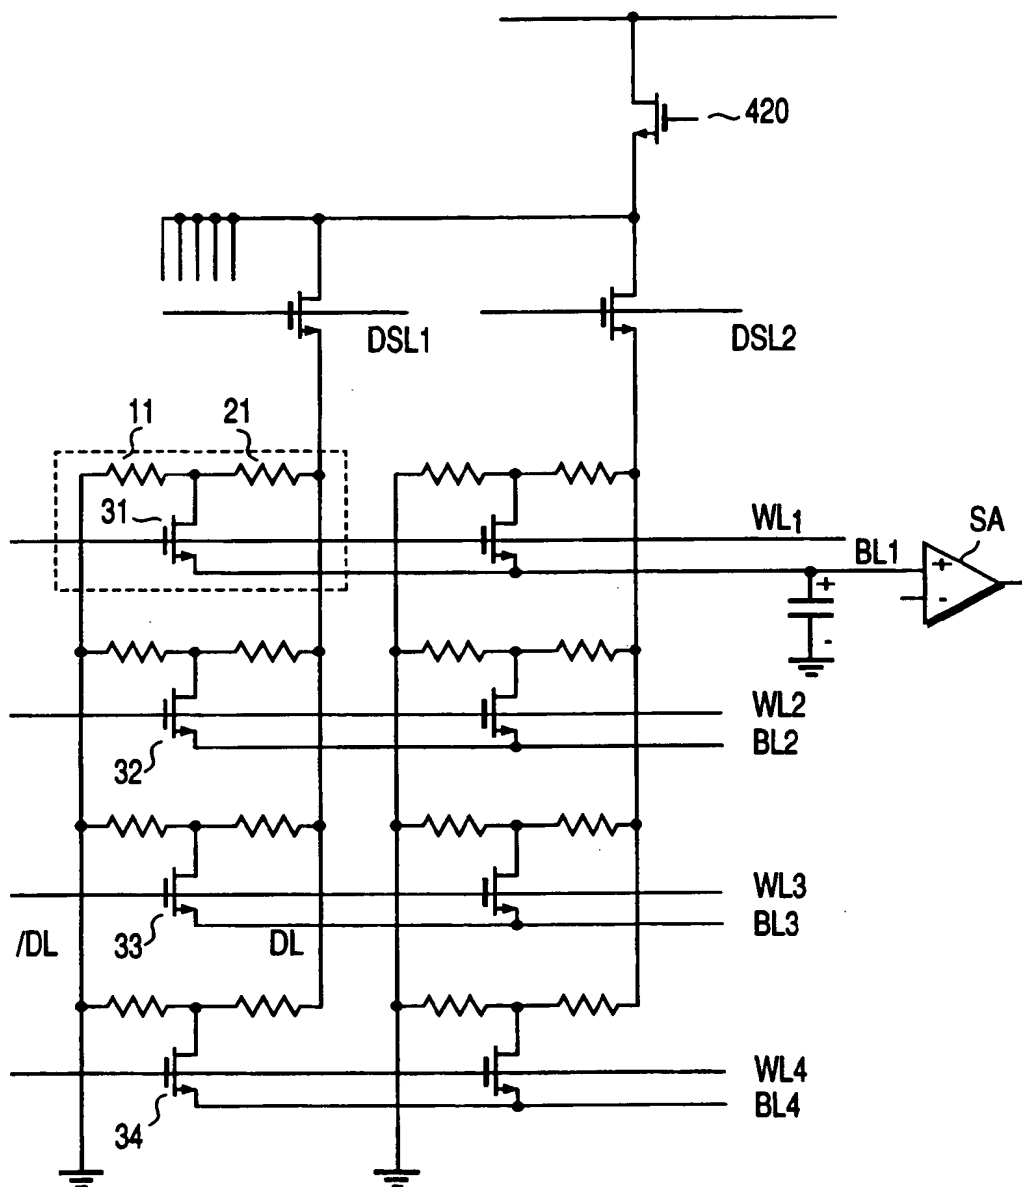 420
DSL1
DSL2
11
21
31
WL1
SA
BL1
+
-
+
-
WL2
BL2
32
WL3
BL3
/DL
33
DL
WL4
BL4
34